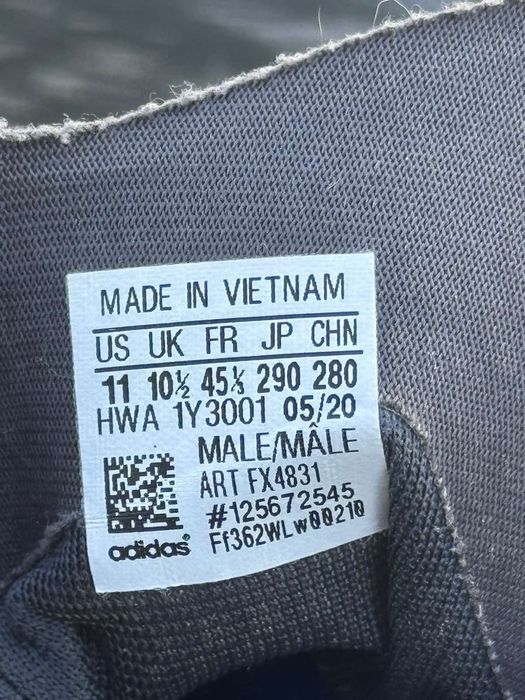 MADE IN VIETNAM
US UK FR JP CHN
11 10½ 45⅓ 290 280
HWA 1Y3001 05/20
MALE/MÂLE
ART FX4831
#125672545
Ff362WLw00210
adidas